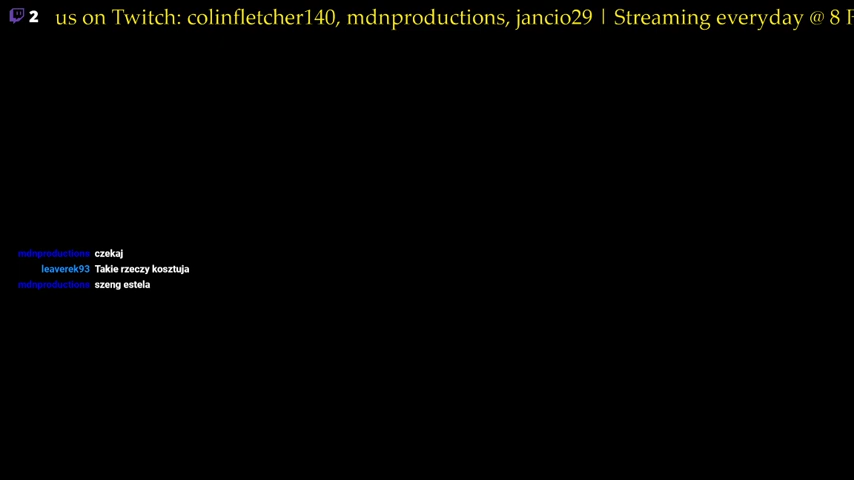 2 us on Twitch: colinfletcher140, mdnproductions, jancio29 | Streaming everyday @ 8
mdnproductions czekaj
leaverek93 Takie rzeczy kosztuja
mdnproductions szeng estela